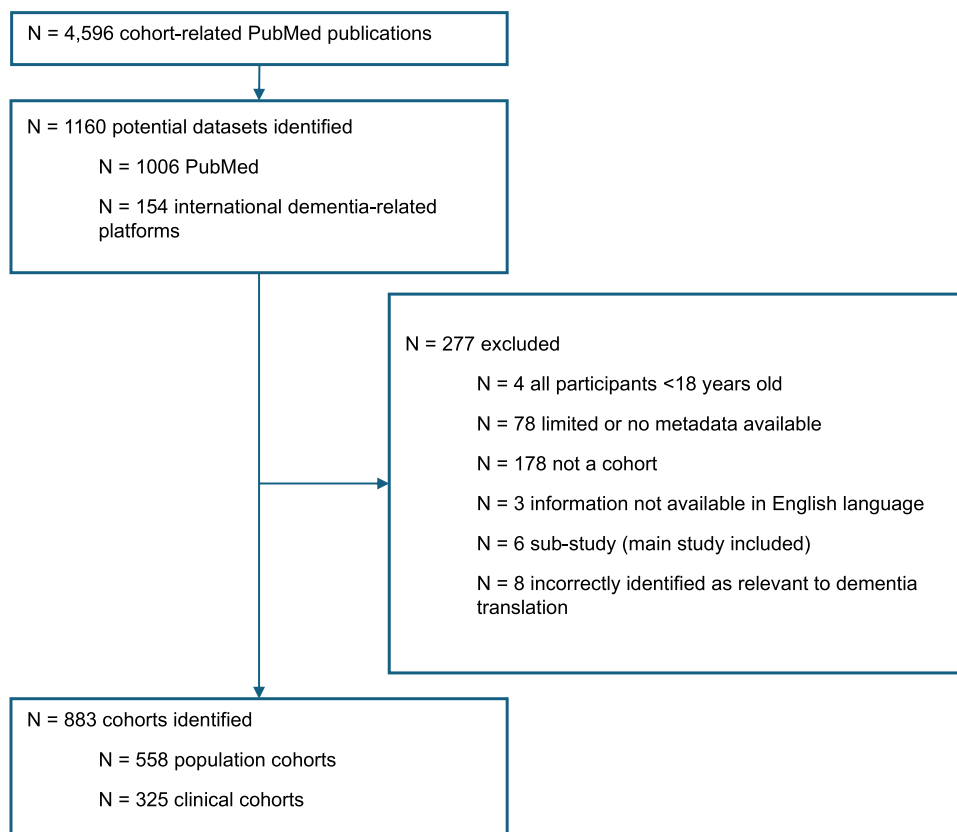 N = 4,596 cohort-related PubMed publications
N = 1160 potential datasets identified
N = 1006 PubMed
N = 154 international dementia-related
platforms
N = 277 excluded
N = 4 all participants <18 years old
N = 78 limited or no metadata available
N = 178 not a cohort
N = 3 information not available in English language
N = 6 sub-study (main study included)
N = 8 incorrectly identified as relevant to dementia
translation
N = 883 cohorts identified
N = 558 population cohorts
N = 325 clinical cohorts